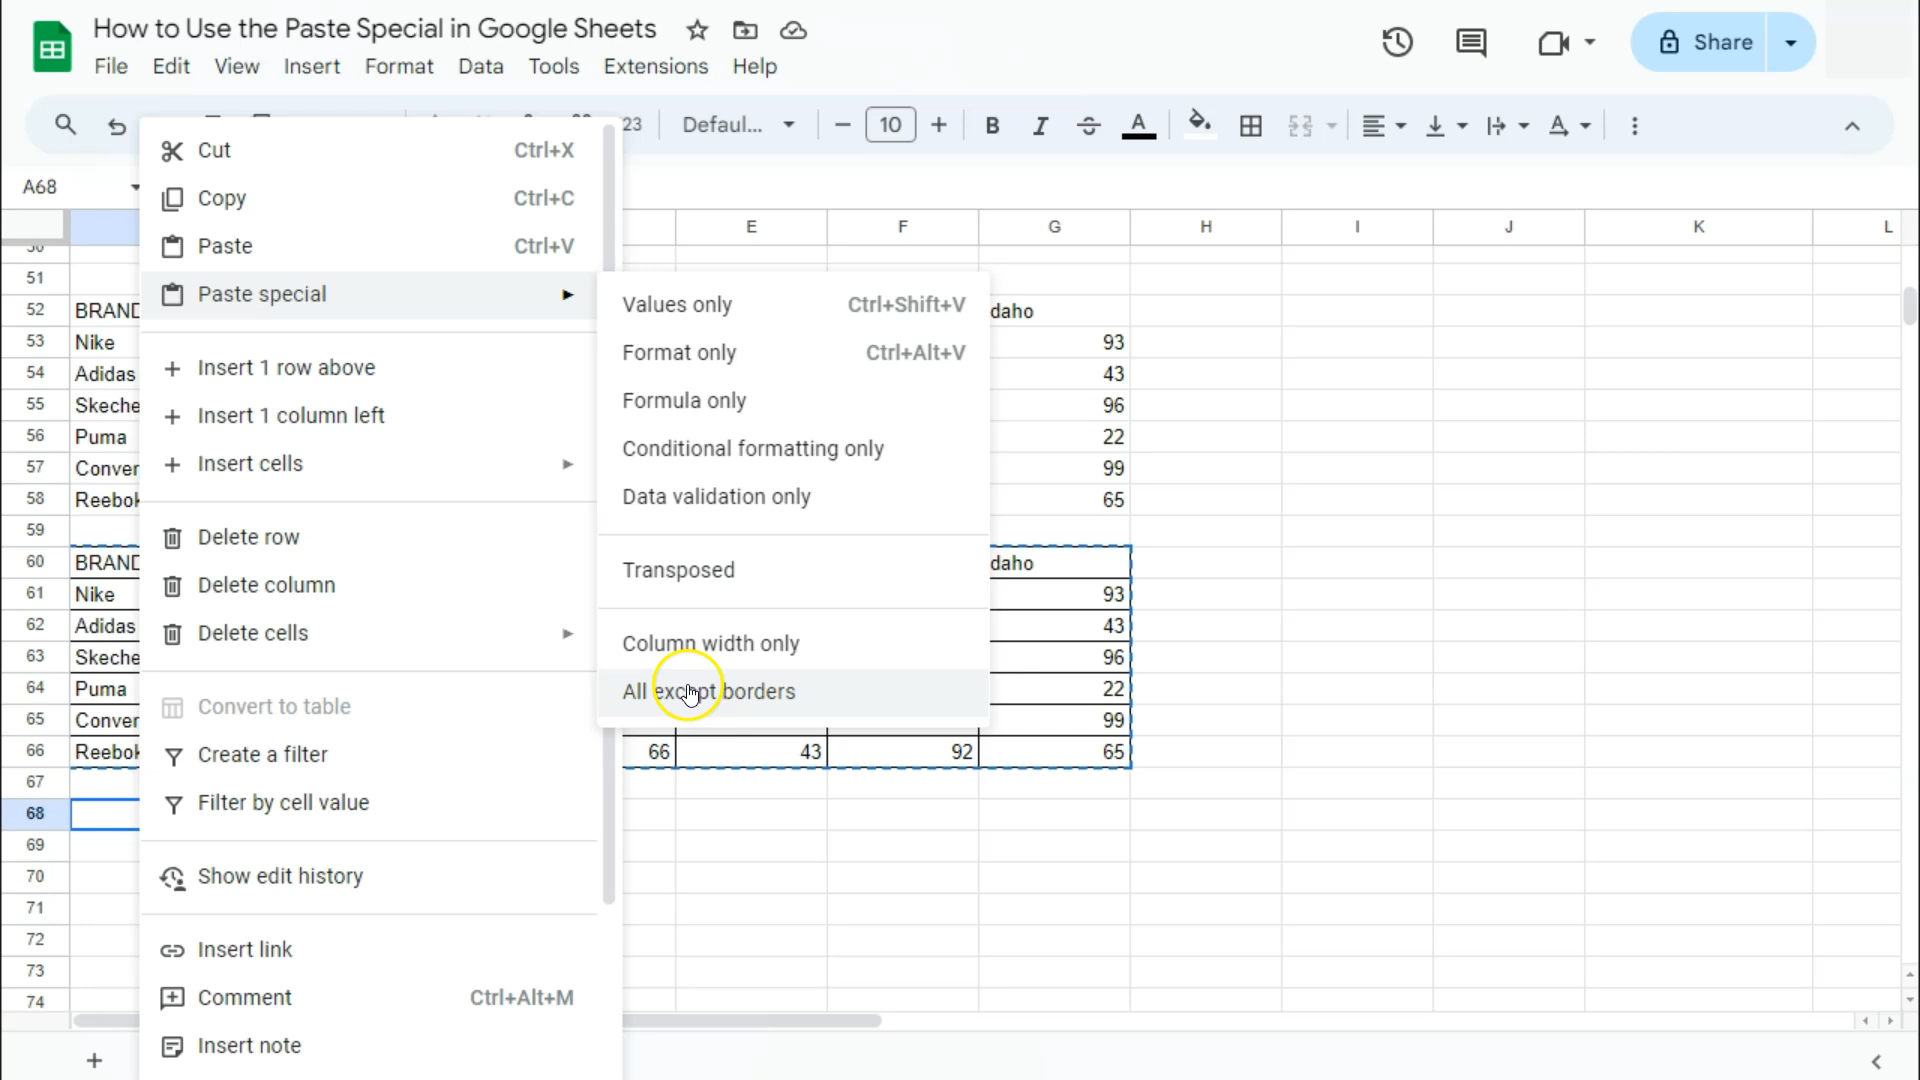 How to Use the Paste Special in Google Sheets
File Edit View Insert Format Data Tools Extensions Help
Share
23 Defaul... 10 B I A A
A68
E F G H I J K L
Cut Ctrl+X
Copy Ctrl+C
Paste Ctrl+V
Paste special
Insert 1 row above
Insert 1 column left
Insert cells
Delete row
Delete column
Delete cells
Convert to table
Create a filter
Filter by cell value
Show edit history
Insert link
Comment Ctrl+Alt+M
Insert note
Values only Ctrl+Shift+V
Format only Ctrl+Alt+V
Formula only
Conditional formatting only
Data validation only
Transposed
Column width only
All except borders
51
52 BRAND daho
53 Nike 93
54 Adidas 43
55 Skeche 96
56 Puma 22
57 Conver 99
58 Reebok 65
59
60 BRAND daho
61 Nike 93
62 Adidas 43
63 Skeche 96
64 Puma 22
65 Conver 99
66 Reebok 66 43 92 65
67
68
69
70
71
72
73
74